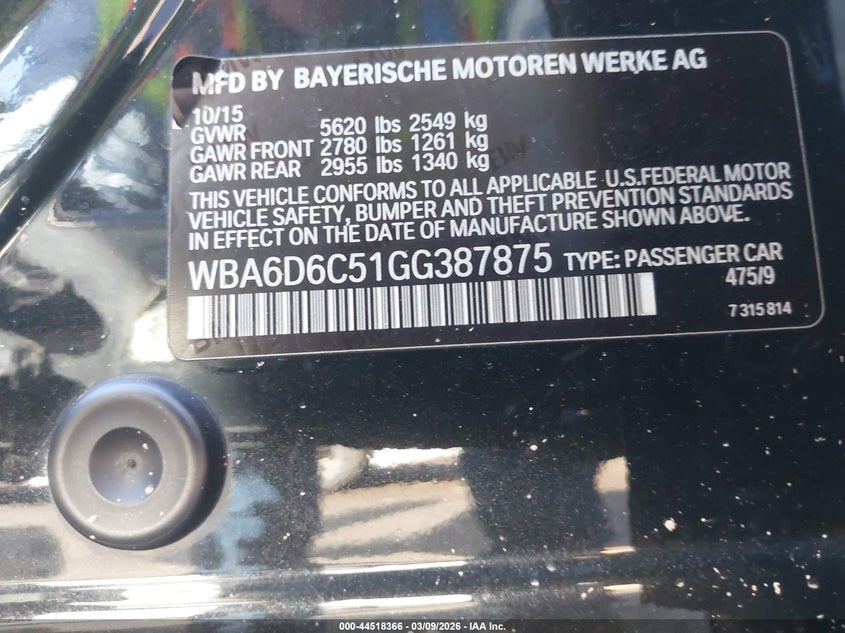 MFD BY BAYERISCHE MOTOREN WERKE AG
10/15
GVWR 5620 lbs 2549 kg
GAWR FRONT 2780 lbs 1261 kg
GAWR REAR 2955 lbs 1340 kg
THIS VEHICLE CONFORMS TO ALL APPLICABLE U.S.FEDERAL MOTOR
VEHICLE SAFETY, BUMPER AND THEFT PREVENTION STANDARDS
IN EFFECT ON THE DATE OF MANUFACTURE SHOWN ABOVE.
WBA6D6C51GG387875 TYPE: PASSENGER CAR
475/9
7 315 814
000-44518366 | 03/09/2026 - IAA Inc.